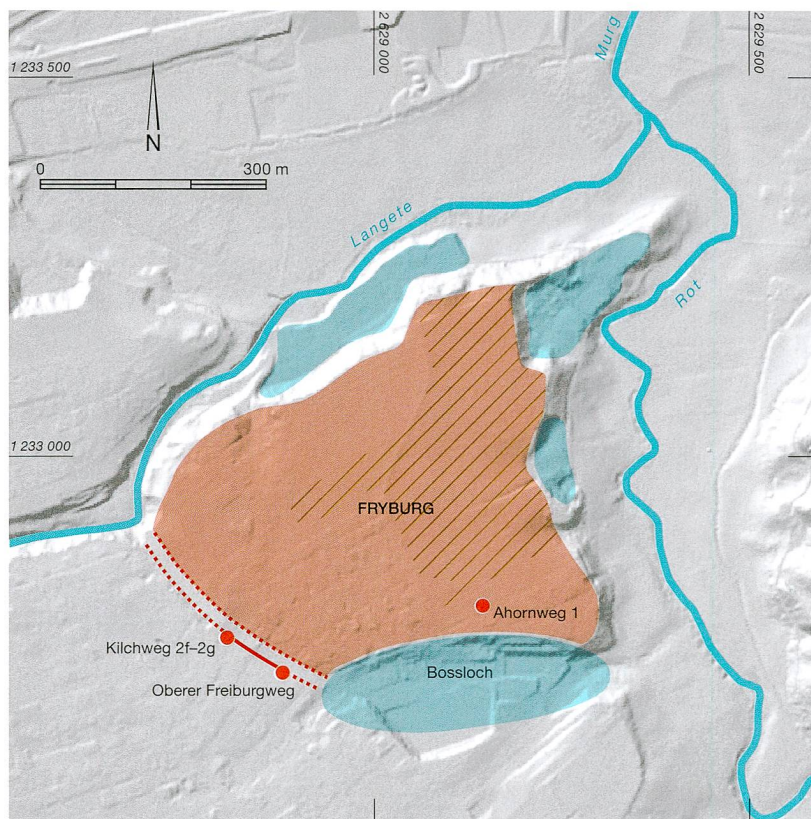 2 629 000
2 629 500
Murg
1 233 500
N
0 300 m
Langete
Rot
1 233 000
FRYBURG
Ahornweg 1
Kilchweg 2f–2g
Bossloch
Oberer Freiburgweg